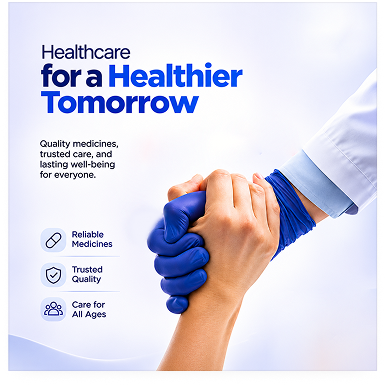 Healthcare
for a Healthier
Tomorrow
Quality medicines,
trusted care, and
lasting well-being
for everyone.
Reliable
Medicines
Trusted
Quality
Care for
All Ages